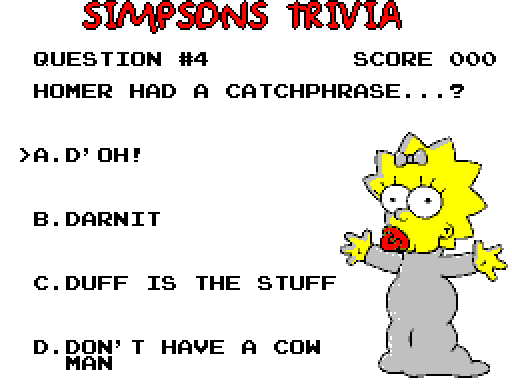 SIMPSONS TRIVIA
QUESTION #4 SCORE 000
HOMER HAD A CATCHPHRASE...?
>A.D'OH!
B.DARNIT
C.DUFF IS THE STUFF
D.DON'T HAVE A COW
MAN